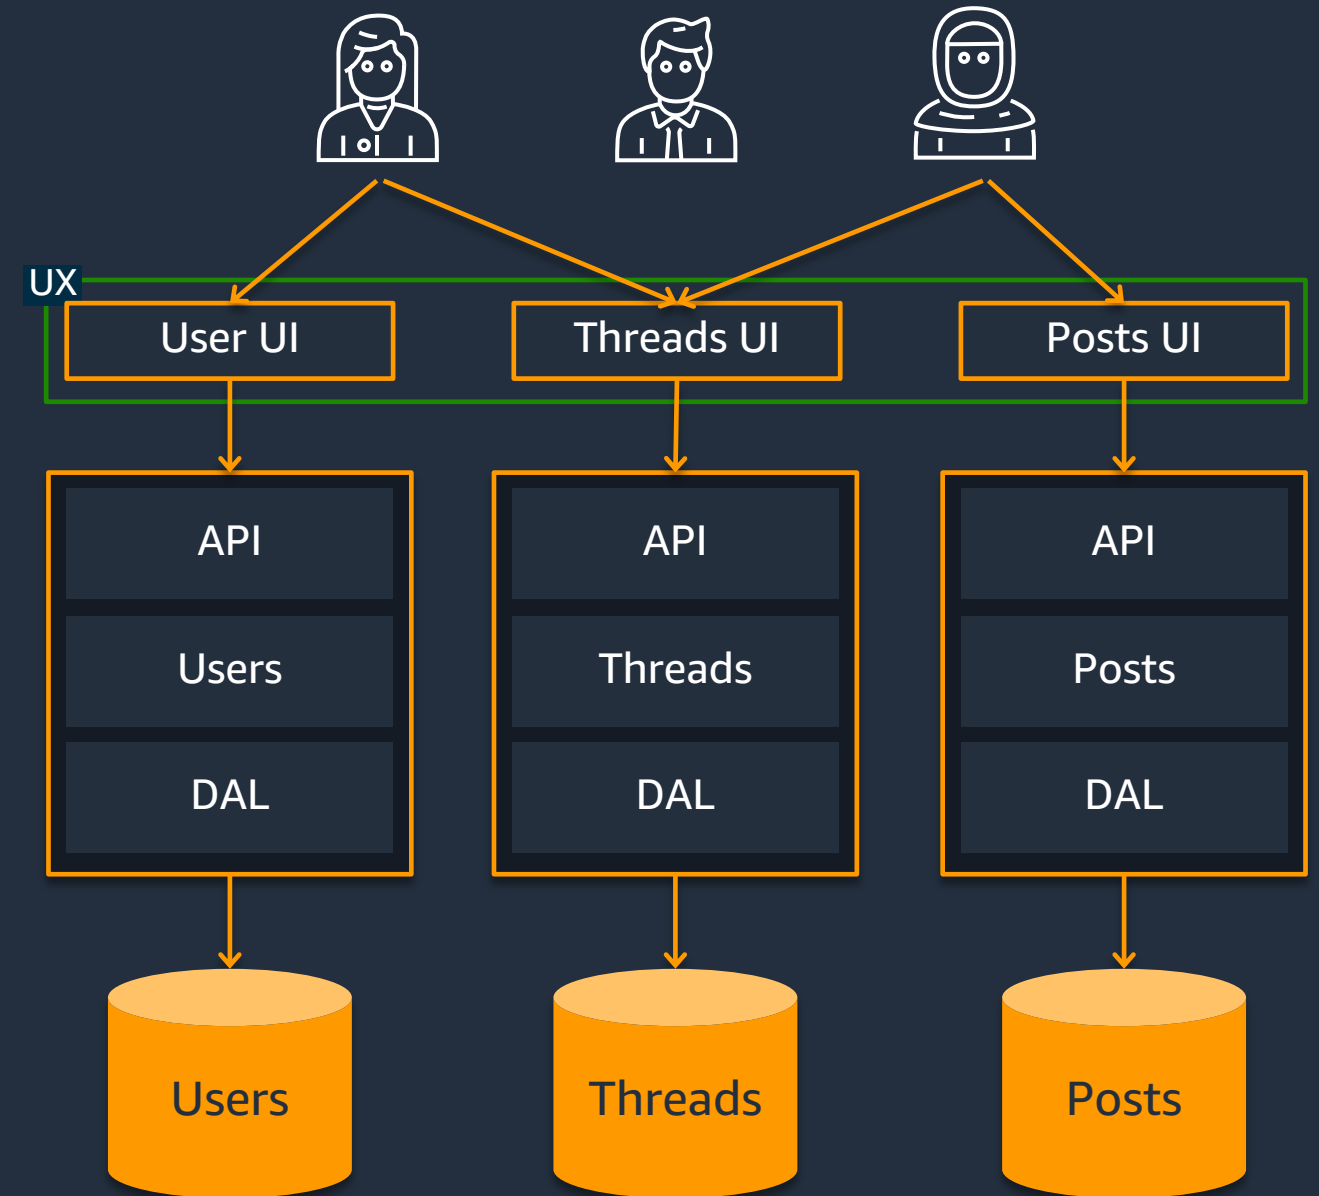 UX
User UI
Threads UI
Posts UI
API
API
API
Users
Threads
Posts
DAL
DAL
DAL
Users
Threads
Posts